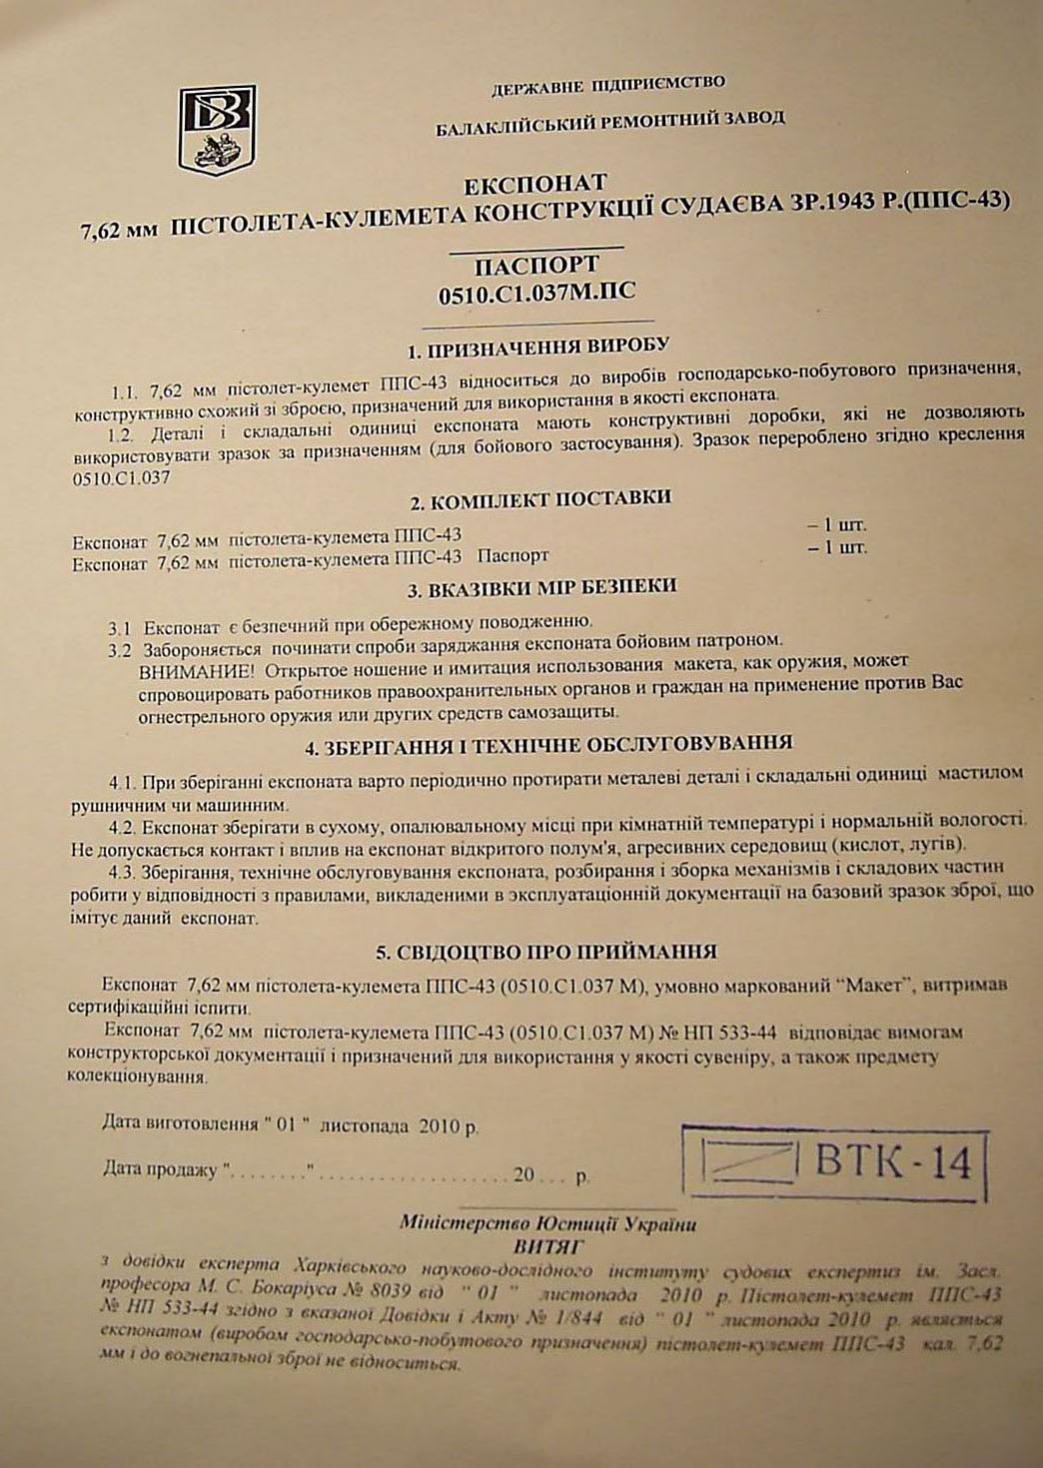 ДЕРЖАВНЕ ПІДПРИЄМСТВО
БАЛАКЛІЙСЬКИЙ РЕМОНТНИЙ ЗАВОД
ЕКСПОНАТ
7,62 мм ПІСТОЛЕТА-КУЛЕМЕТА КОНСТРУКЦІЇ СУДАЄВА ЗР.1943 Р.(ППС-43)
ПАСПОРТ
0510.С1.037М.ПС
1. ПРИЗНАЧЕННЯ ВИРОБУ
1.1. 7,62 мм пістолет-кулемет ППС-43 відноситься до виробів господарсько-побутового призначення,
конструктивно схожий зі зброєю, призначений для використання в якості експоната.
1.2. Деталі і складальні одиниці експоната мають конструктивні доробки, які не дозволяють
використовувати зразок за призначенням (для бойового застосування). Зразок перероблено згідно креслення
0510.С1.037
2. КОМПЛЕКТ ПОСТАВКИ
Експонат 7,62 мм пістолета-кулемета ППС-43 – 1 шт.
Експонат 7,62 мм пістолета-кулемета ППС-43 Паспорт – 1 шт.
3. ВКАЗІВКИ МІР БЕЗПЕКИ
3.1 Експонат є безпечний при обережному поводженню.
3.2 Забороняється починати спроби заряджання експоната бойовим патроном.
ВНИМАНИЕ! Открытое ношение и имитация использования макета, как оружия, может
спровоцировать работников правоохранительных органов и граждан на применение против Вас
огнестрельного оружия или других средств самозащиты.
4. ЗБЕРІГАННЯ І ТЕХНІЧНЕ ОБСЛУГОВУВАННЯ
4.1. При зберіганні експоната варто періодично протирати металеві деталі і складальні одиниці мастилом
рушничним чи машинним.
4.2. Експонат зберігати в сухому, опалювальному місці при кімнатній температурі і нормальній вологості.
Не допускається контакт і вплив на експонат відкритого полум'я, агресивних середовищ (кислот, лугів).
4.3. Зберігання, технічне обслуговування експоната, розбирання і зборка механізмів і складових частин
робити у відповідності з правилами, викладеними в эксплуатаціонній документації на базовий зразок зброї, що
імітує даний експонат.
5. СВІДОЦТВО ПРО ПРИЙМАННЯ
Експонат 7,62 мм пістолета-кулемета ППС-43 (0510.С1.037 М), умовно маркований “Макет”, витримав
сертифікаційні іспити.
Експонат 7,62 мм пістолета-кулемета ППС-43 (0510.С1.037 М) № НП 533-44 відповідає вимогам
конструкторської документації і призначений для використання у якості сувеніру, а також предмету
колекціонування.
Дата виготовлення " 01 " листопада 2010 р.
ВТК - 14
Дата продажу "........"....................20... р.
Міністерство Юстиції України
ВИТЯГ
з довідки експерта Харківського науково-дослідного інституту судових експертиз ім. Засл.
професора М. С. Бокаріуса № 8039 від " 01 " листопада 2010 р. Пістолет-кулемет ППС-43
№ НП 533-44 згідно з вказаної Довідки і Акту № 1/844 від " 01 " листопада 2010 р. являється
експонатом (виробом господарсько-побутового призначення) пістолет-кулемет ППС-43 кал. 7,62
мм і до вогнепальної зброї не відноситься.